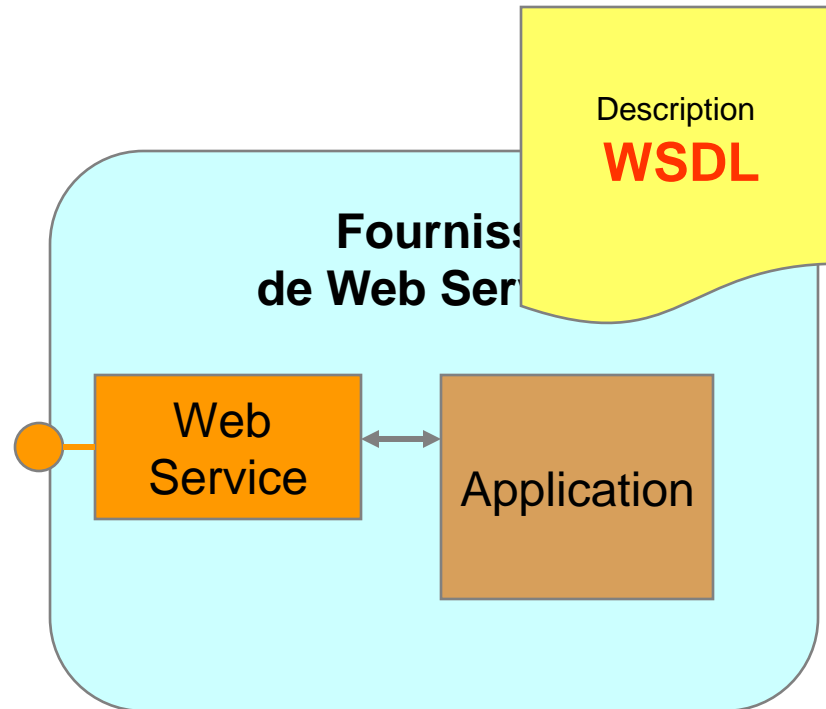 Description
WSDL
Fourniss
de Web Serv
Web
Service
Application